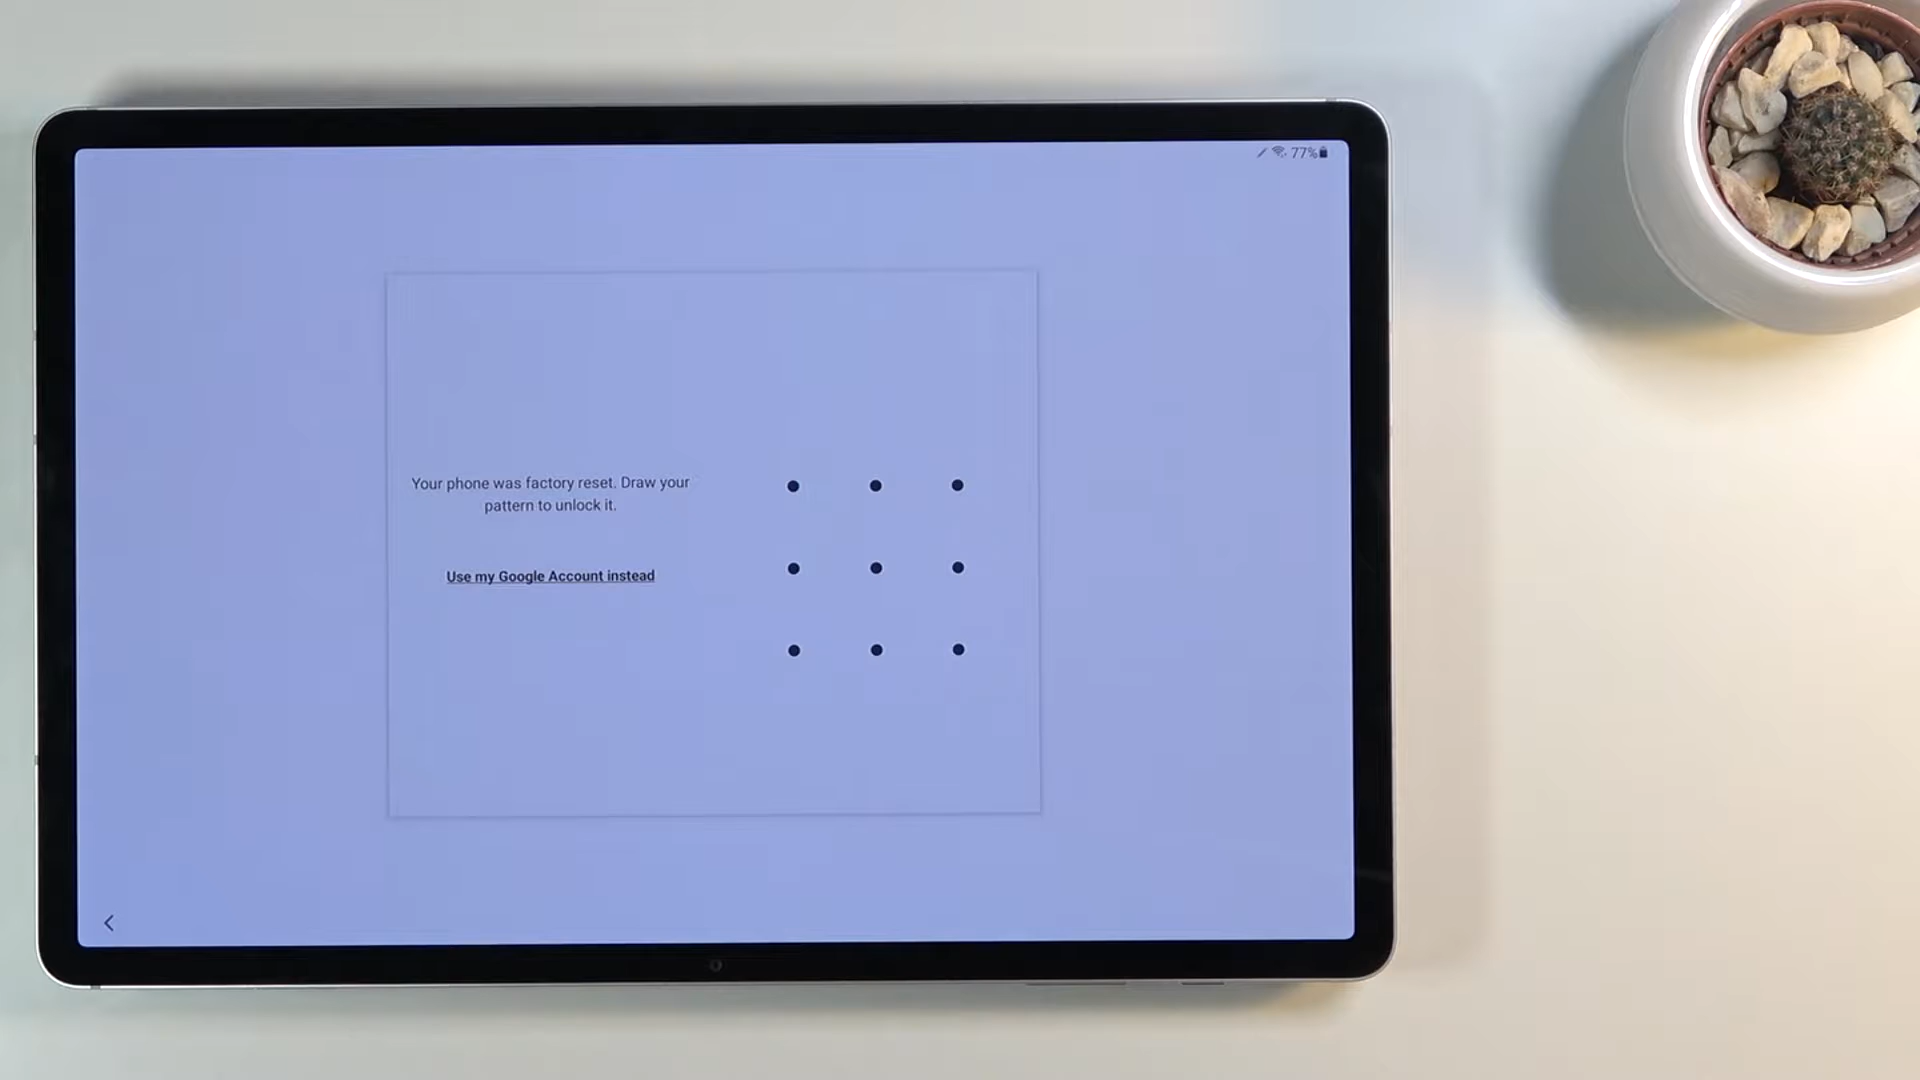 77%
Your phone was factory reset. Draw your
pattern to unlock it.
Use my Google Account instead